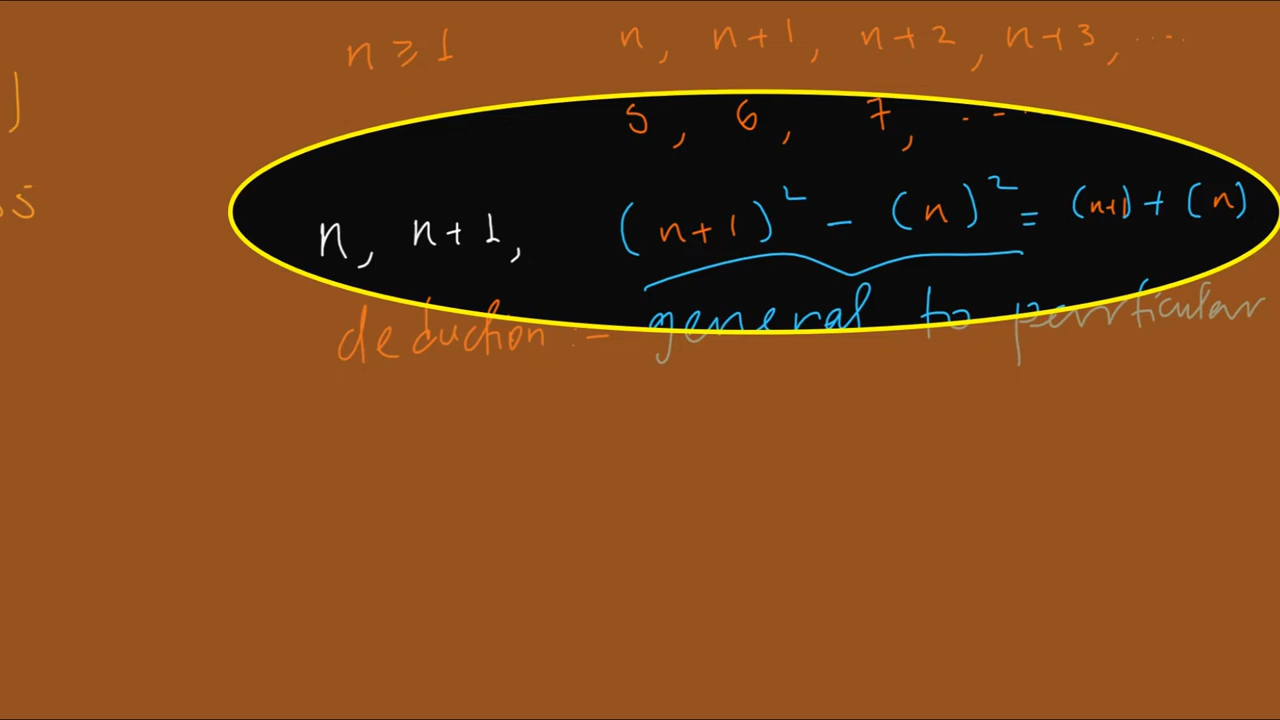 n ≥ 1 n, n+1, n+2, n+3, ....
5, 6, 7, ...
n, n+1, (n+1)² - (n)² = (n+1) + (n)
deduction :- general to particular